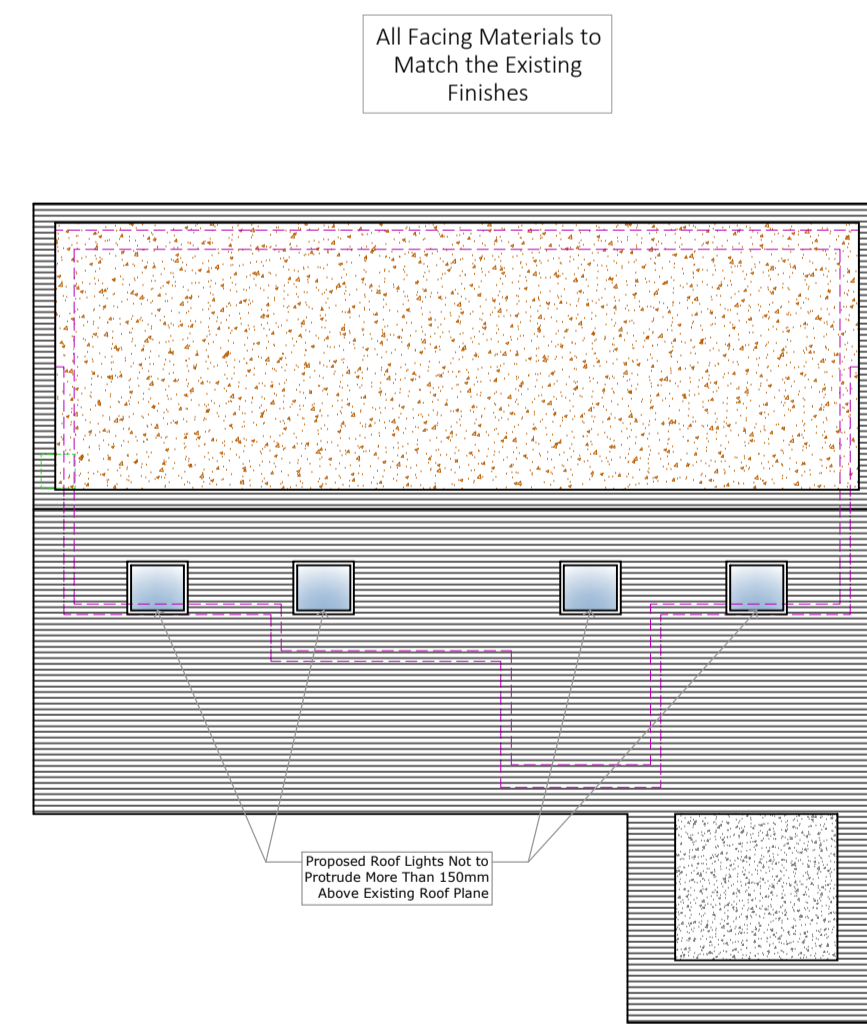 All Facing Materials to
Match the Existing
Finishes
Proposed Roof Lights Not to
Protrude More Than 150mm
Above Existing Roof Plane